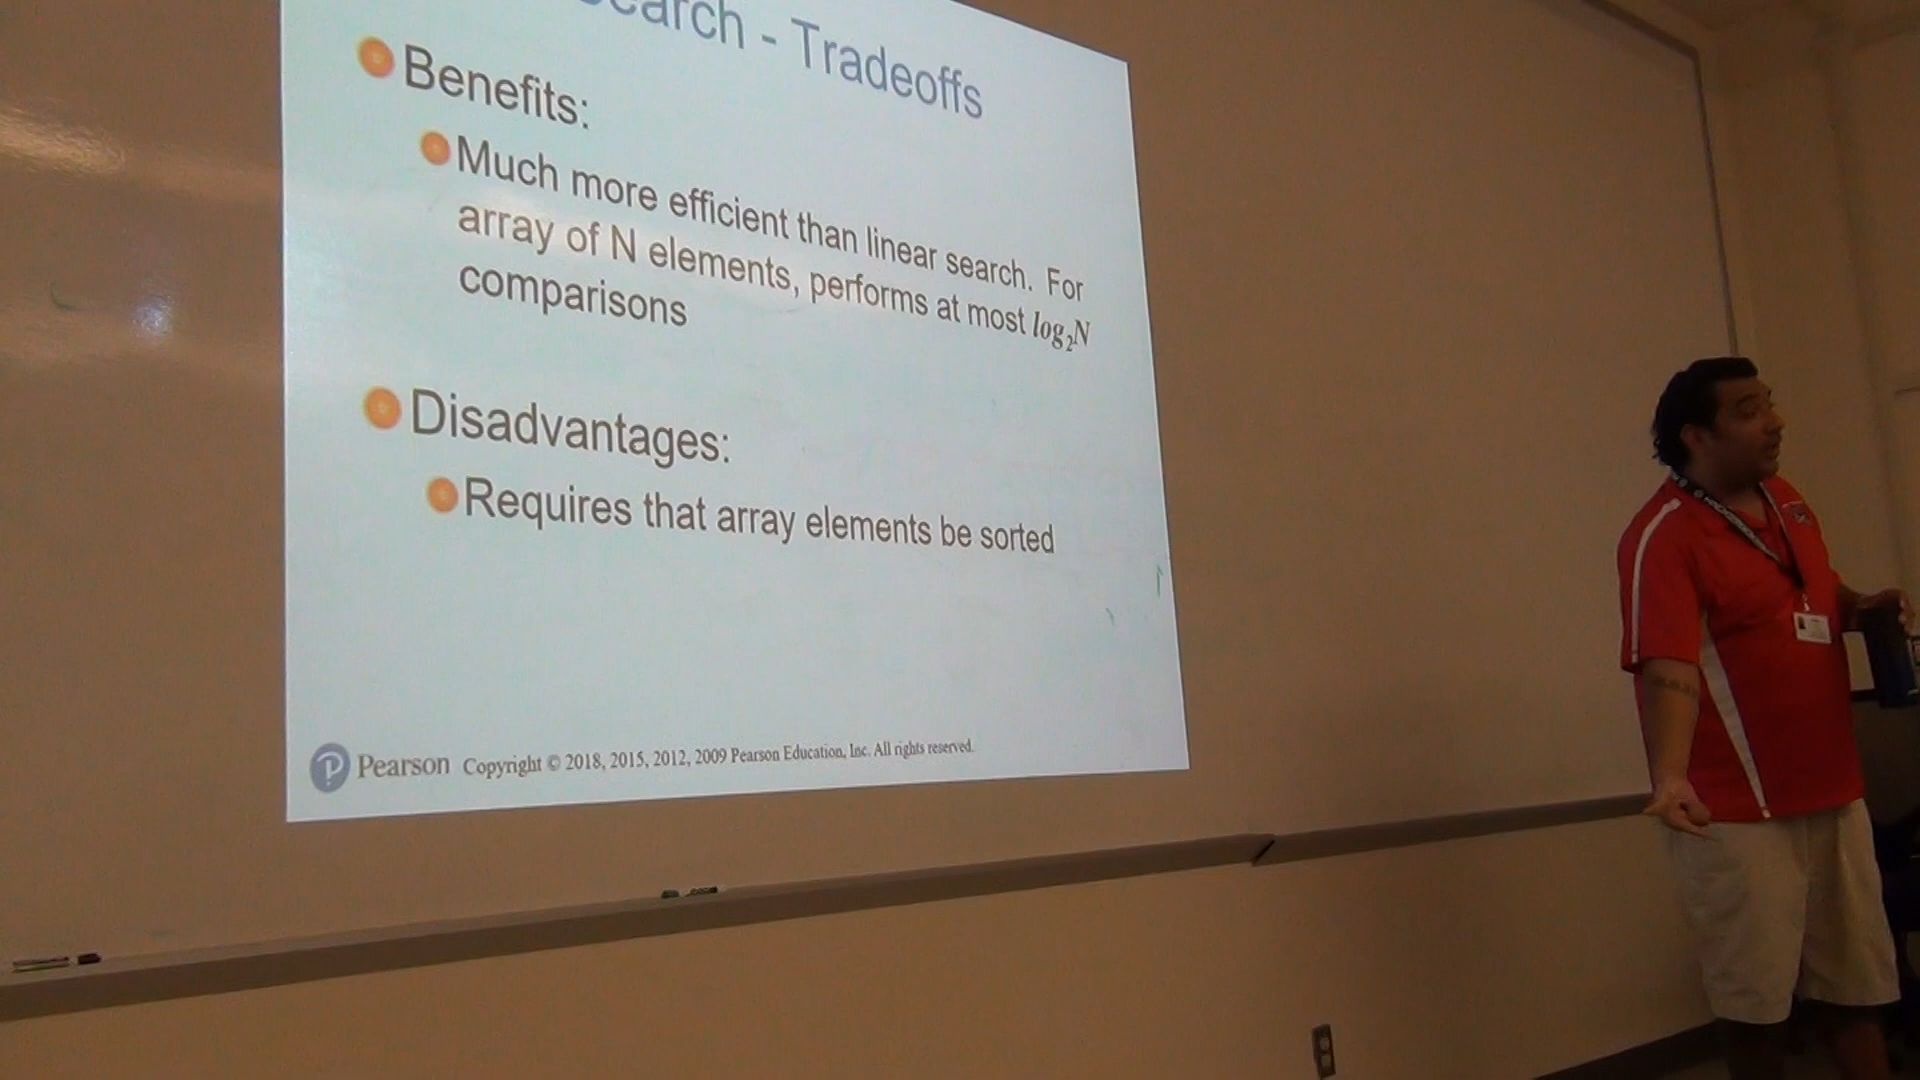 Search - Tradeoffs
Benefits:
Much more efficient than linear search. For
array of N elements, performs at most log₂N
comparisons
Disadvantages:
Requires that array elements be sorted
Pearson Copyright © 2018, 2015, 2012, 2009 Pearson Education, Inc. All rights reserved.